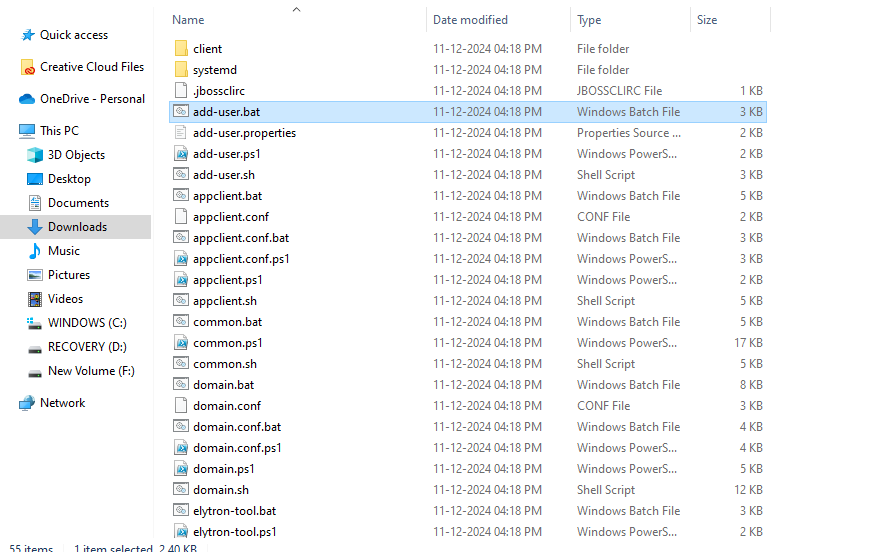 Name Date modified Type Size
Quick access
Creative Cloud Files
OneDrive - Personal
This PC
3D Objects
Desktop
Documents
Downloads
Music
Pictures
Videos
WINDOWS (C:)
RECOVERY (D:)
New Volume (F:)
Network
client 11-12-2024 04:18 PM File folder
systemd 11-12-2024 04:18 PM File folder
.jbossclirc 11-12-2024 04:18 PM JBOSSCLIRC File 1 KB
add-user.bat 11-12-2024 04:18 PM Windows Batch File 3 KB
add-user.properties 11-12-2024 04:18 PM Properties Source ... 2 KB
add-user.ps1 11-12-2024 04:18 PM Windows PowerS... 2 KB
add-user.sh 11-12-2024 04:18 PM Shell Script 3 KB
appclient.bat 11-12-2024 04:18 PM Windows Batch File 5 KB
appclient.conf 11-12-2024 04:18 PM CONF File 2 KB
appclient.conf.bat 11-12-2024 04:18 PM Windows Batch File 3 KB
appclient.conf.ps1 11-12-2024 04:18 PM Windows PowerS... 3 KB
appclient.ps1 11-12-2024 04:18 PM Windows PowerS... 2 KB
appclient.sh 11-12-2024 04:18 PM Shell Script 5 KB
common.bat 11-12-2024 04:18 PM Windows Batch File 5 KB
common.ps1 11-12-2024 04:18 PM Windows PowerS... 17 KB
common.sh 11-12-2024 04:18 PM Shell Script 5 KB
domain.bat 11-12-2024 04:18 PM Windows Batch File 8 KB
domain.conf 11-12-2024 04:18 PM CONF File 3 KB
domain.conf.bat 11-12-2024 04:18 PM Windows Batch File 4 KB
domain.conf.ps1 11-12-2024 04:18 PM Windows PowerS... 4 KB
domain.ps1 11-12-2024 04:18 PM Windows PowerS... 5 KB
domain.sh 11-12-2024 04:18 PM Shell Script 12 KB
elytron-tool.bat 11-12-2024 04:18 PM Windows Batch File 3 KB
elytron-tool.ps1 11-12-2024 04:18 PM Windows PowerS... 2 KB
55 items 1 item selected 2.40 KB